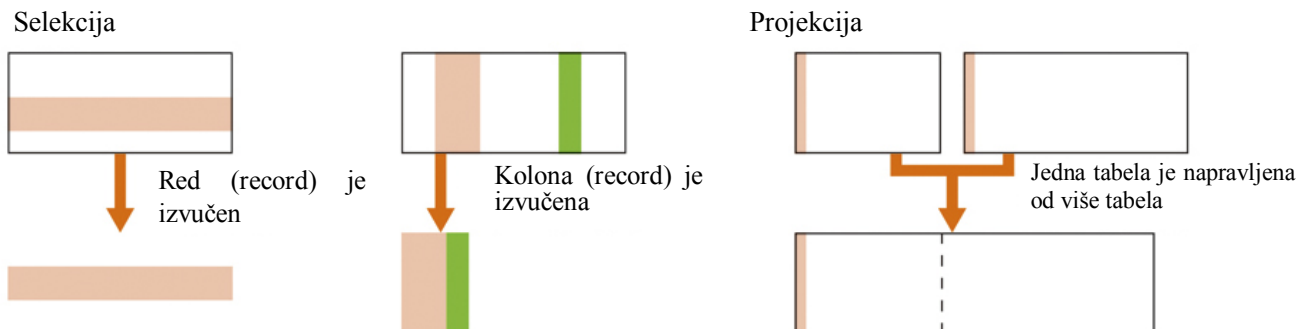 Selekcija
Projekcija
Red (record) je
izvučen
Kolona (record) je
izvučena
Jedna tabela je napravljena
od više tabela